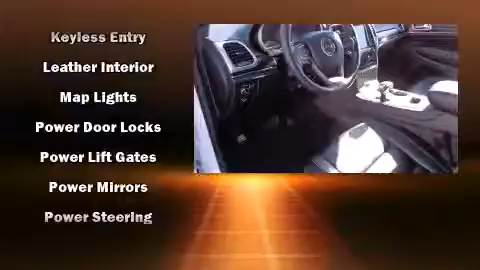 Keyless Entry
Leather Interior
Map Lights
Power Door Locks
Power Lift Gates
Power Mirrors
Power Steering